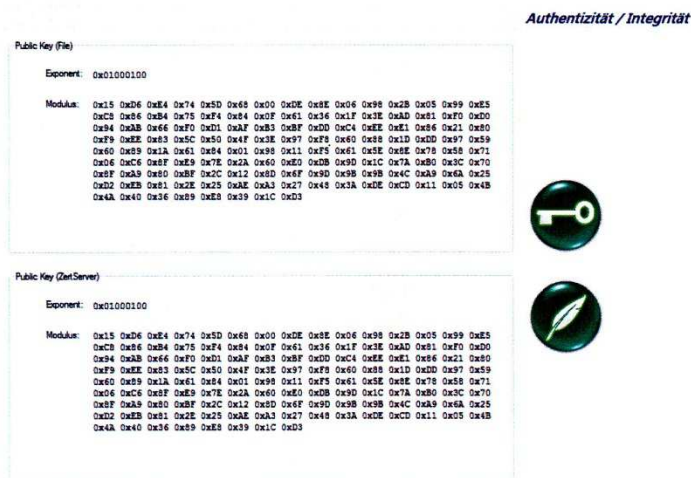 Authentizität / Integrität
Public Key (File)
Exponent: 0x01000100
Modulus: 0x15 0xD6 0xE4 0x74 0x5D 0x68 0x00 0xDE 0x8E 0x06 0x98 0x2B 0x05 0x99 0xE5
0xC8 0x86 0xB4 0x75 0xF4 0x84 0x0F 0x61 0x36 0x1F 0x3E 0xAD 0x81 0xF0 0xD0
0x94 0xAB 0x66 0xF0 0xD1 0xAF 0xB3 0xBF 0xDD 0xC4 0xEE 0xE1 0x86 0x21 0x80
0xF9 0xEE 0x83 0x5C 0x50 0x4F 0x3E 0x97 0xF8 0x60 0x88 0x1D 0xDD 0x97 0x59
0x60 0x89 0x1A 0x61 0x84 0x01 0x98 0x11 0xF5 0x61 0x5E 0x8E 0x78 0x58 0x71
0x06 0xC6 0x8F 0xE9 0x7E 0x2A 0x60 0xE0 0xDB 0x9D 0x1C 0x7A 0xB0 0x3C 0x70
0x8F 0xA9 0x80 0xBF 0x2C 0x12 0x8D 0x6F 0x9D 0x9B 0x9B 0x4C 0xA9 0x6A 0x25
0xD2 0xEB 0x81 0x2E 0x25 0xAE 0xA3 0x27 0x48 0x3A 0xDE 0xCD 0x11 0x05 0x4B
0x4A 0x40 0x36 0x89 0xE8 0x39 0x1C 0xD3
Public Key (ZertServer)
Exponent: 0x01000100
Modulus: 0x15 0xD6 0xE4 0x74 0x5D 0x68 0x00 0xDE 0x8E 0x06 0x98 0x2B 0x05 0x99 0xE5
0xC8 0x86 0xB4 0x75 0xF4 0x84 0x0F 0x61 0x36 0x1F 0x3E 0xAD 0x81 0xF0 0xD0
0x94 0xAB 0x66 0xF0 0xD1 0xAF 0xB3 0xBF 0xDD 0xC4 0xEE 0xE1 0x86 0x21 0x80
0xF9 0xEE 0x83 0x5C 0x50 0x4F 0x3E 0x97 0xF8 0x60 0x88 0x1D 0xDD 0x97 0x59
0x60 0x89 0x1A 0x61 0x84 0x01 0x98 0x11 0xF5 0x61 0x5E 0x8E 0x78 0x58 0x71
0x06 0xC6 0x8F 0xE9 0x7E 0x2A 0x60 0xE0 0xDB 0x9D 0x1C 0x7A 0xB0 0x3C 0x70
0x8F 0xA9 0x80 0xBF 0x2C 0x12 0x8D 0x6F 0x9D 0x9B 0x9B 0x4C 0xA9 0x6A 0x25
0xD2 0xEB 0x81 0x2E 0x25 0xAE 0xA3 0x27 0x48 0x3A 0xDE 0xCD 0x11 0x05 0x4B
0x4A 0x40 0x36 0x89 0xE8 0x39 0x1C 0xD3